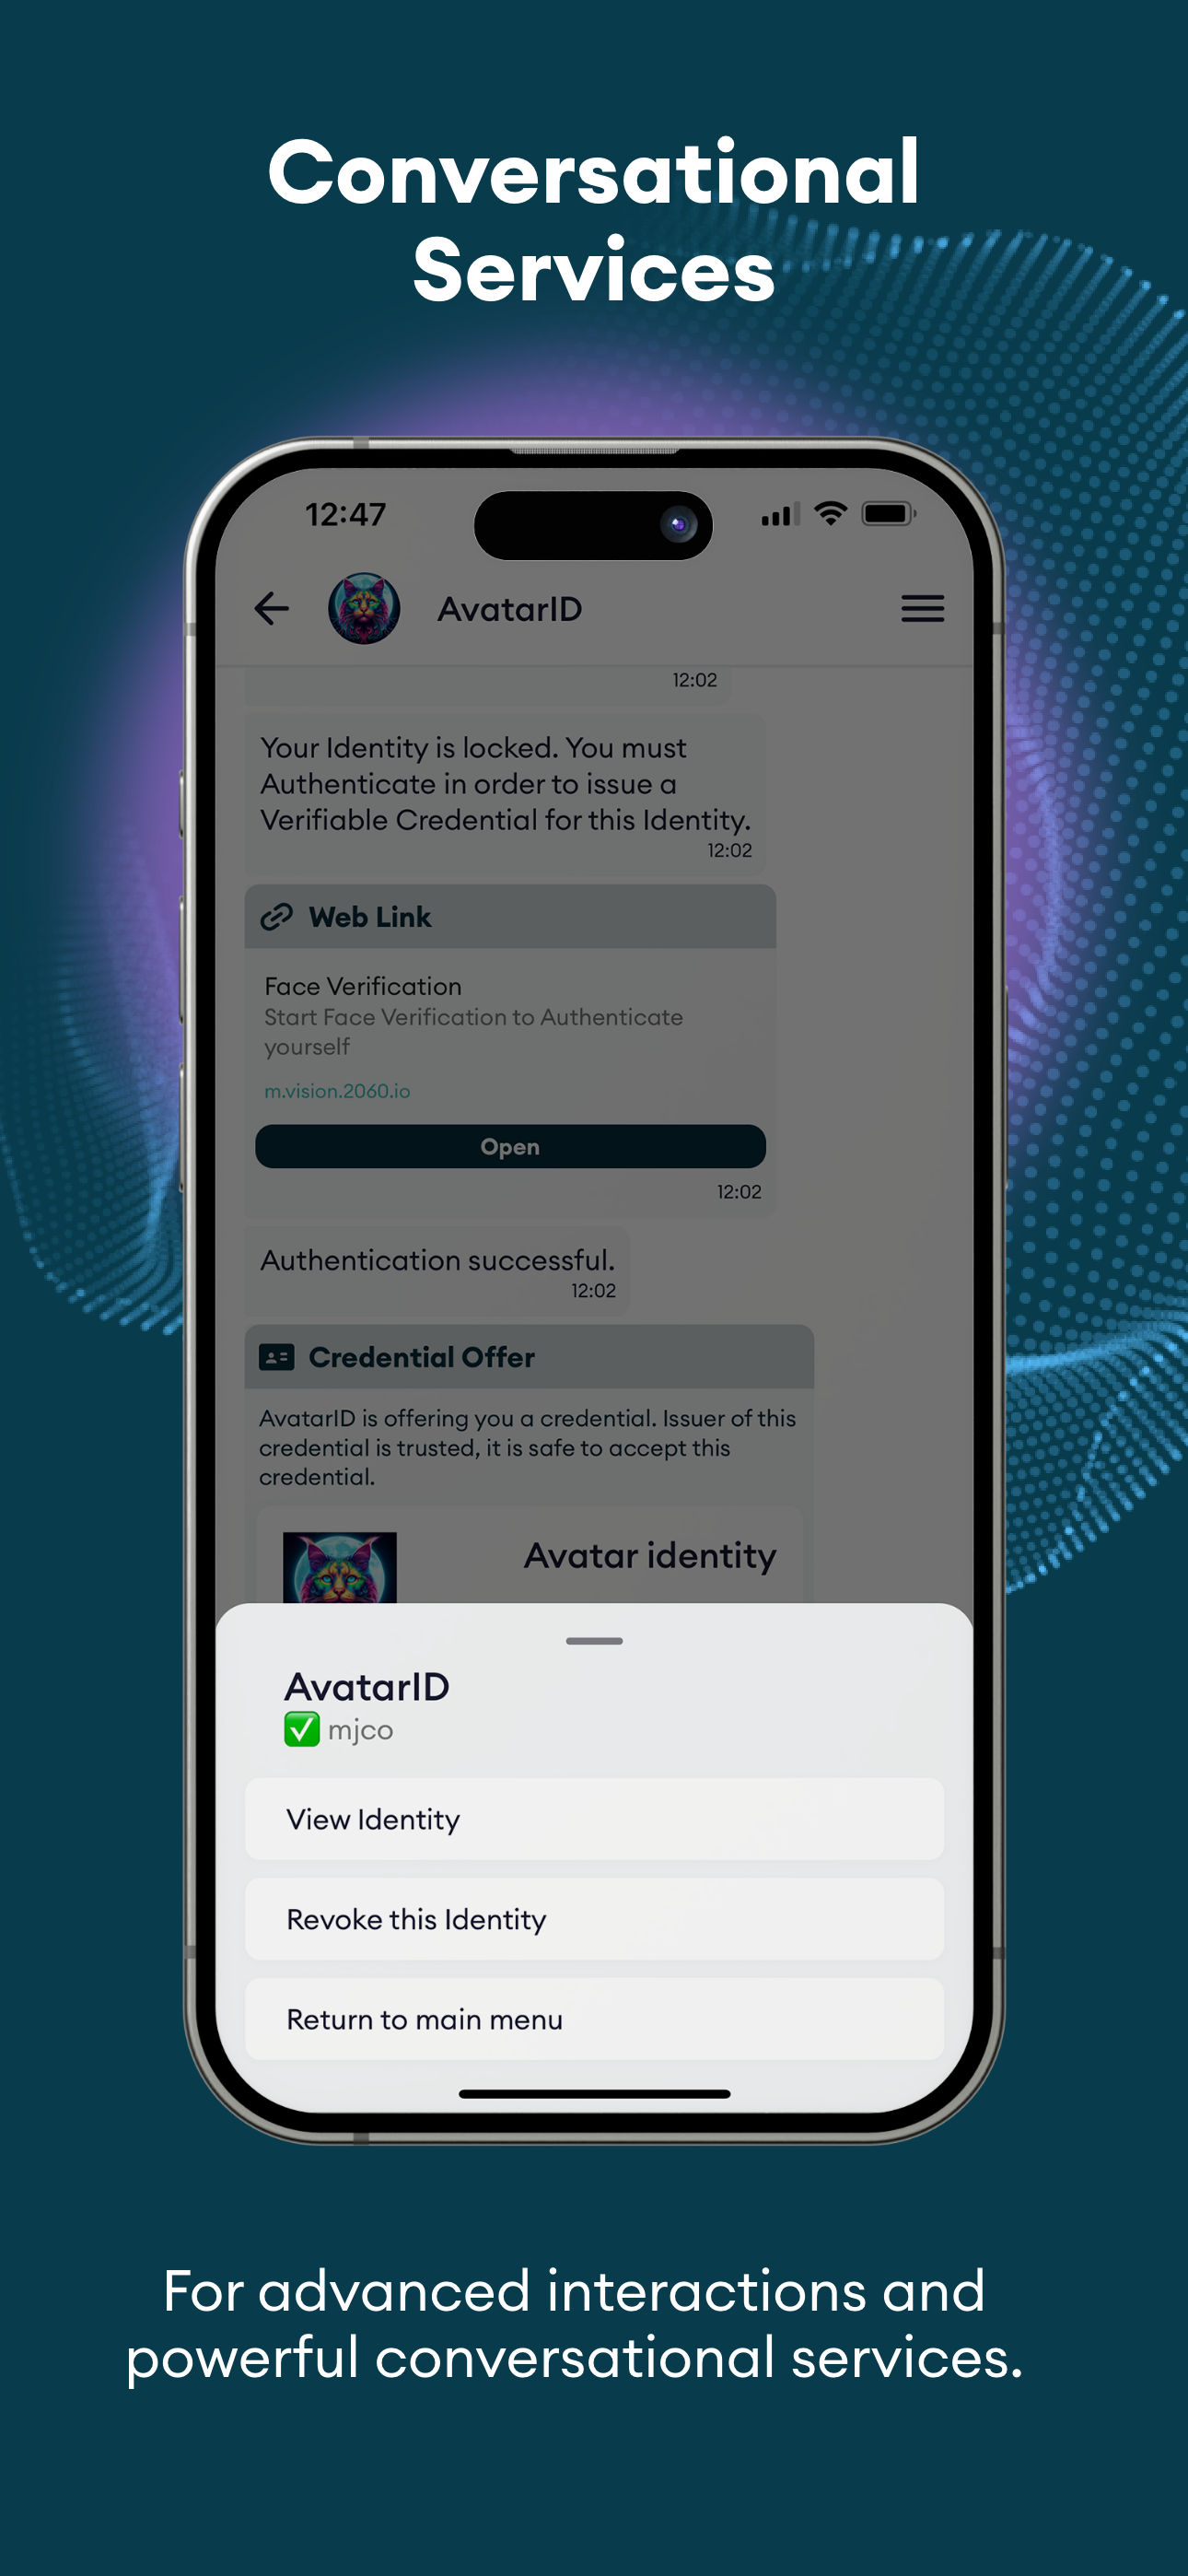 Conversational
Services
12:47
AvatarID
12:02
Your Identity is locked. You must
Authenticate in order to issue a
Verifiable Credential for this Identity.
12:02
Web Link
Face Verification
Start Face Verification to Authenticate
yourself
m.vision.2060.io
Open
12:02
Authentication successful.
12:02
Credential Offer
AvatarID is offering you a credential. Issuer of this
credential is trusted, it is safe to accept this
credential.
Avatar identity
AvatarID
✅ mjco
View Identity
Revoke this Identity
Return to main menu
For advanced interactions and
powerful conversational services.